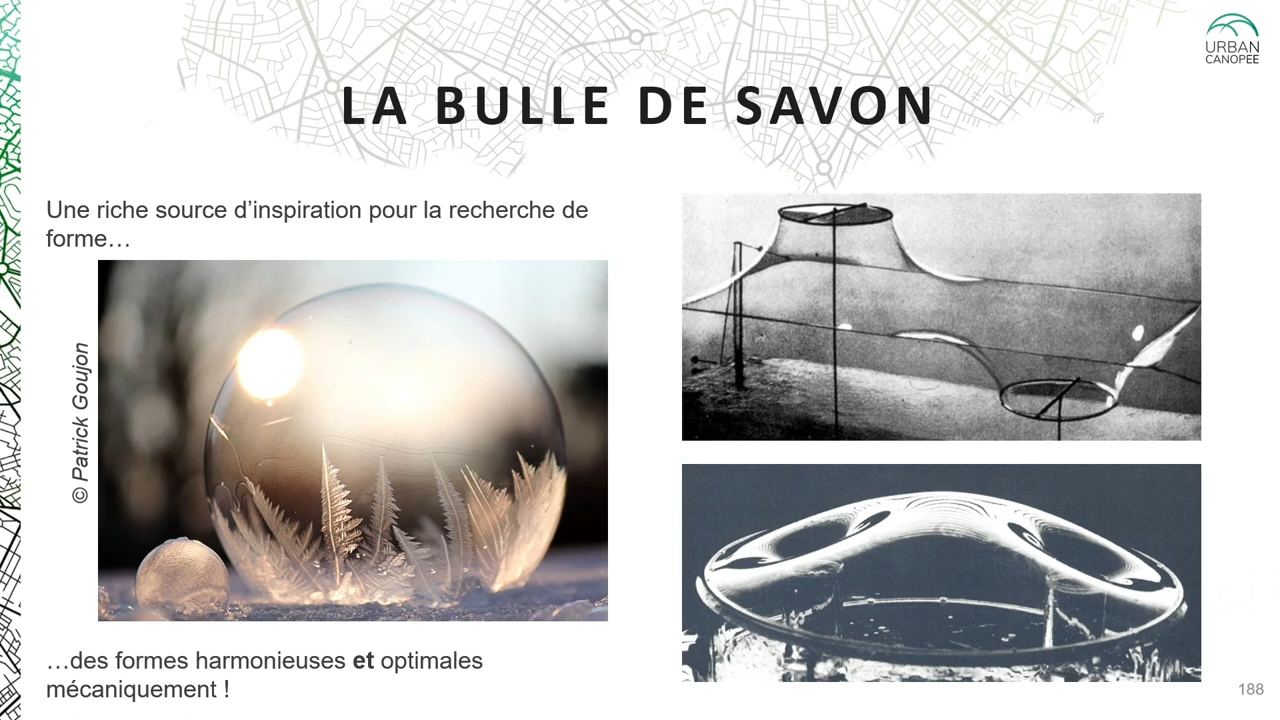 URBAN
CANOPEE
LA BULLE DE SAVON
Une riche source d’inspiration pour la recherche de
forme…
© Patrick Goujon
…des formes harmonieuses et optimales
mécaniquement !
188